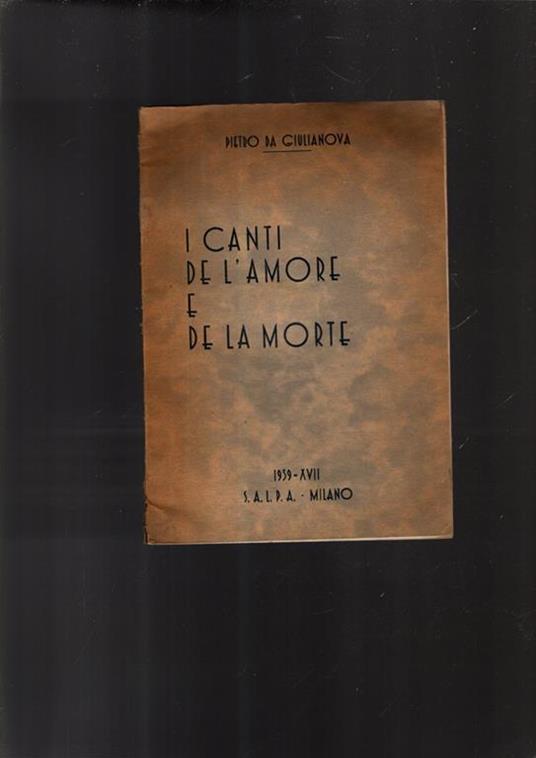 PIETRO DA GIULIANOVA
I CANTI
DE L'AMORE
E
DE LA MORTE
1939-XVII
S.A.L.P.A. - MILANO